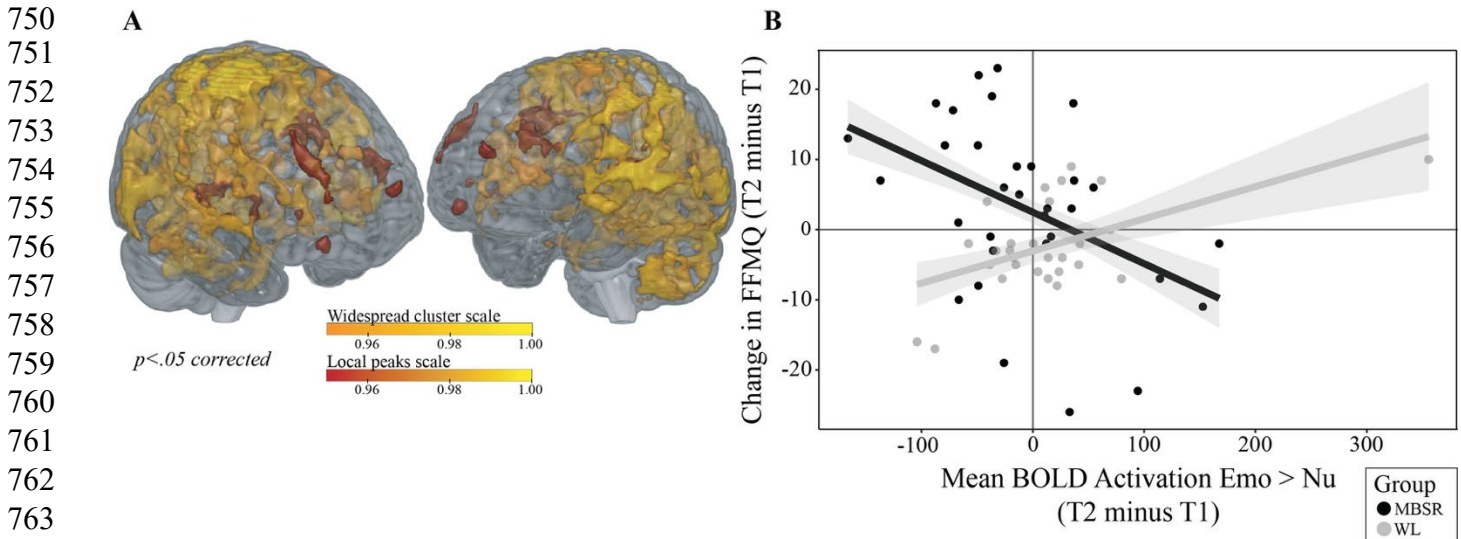 750
751
752
753
754
755
756
757
758
759
760
761
762
763
A
Widespread cluster scale
0.96 0.98 1.00
p<.05 corrected
Local peaks scale
0.96 0.98 1.00
B
Change in FFMQ (T2 minus T1)
20
10
0
-10
-20
-100 0 100 200 300
Mean BOLD Activation Emo > Nu
(T2 minus T1)
Group
MBSR
WL